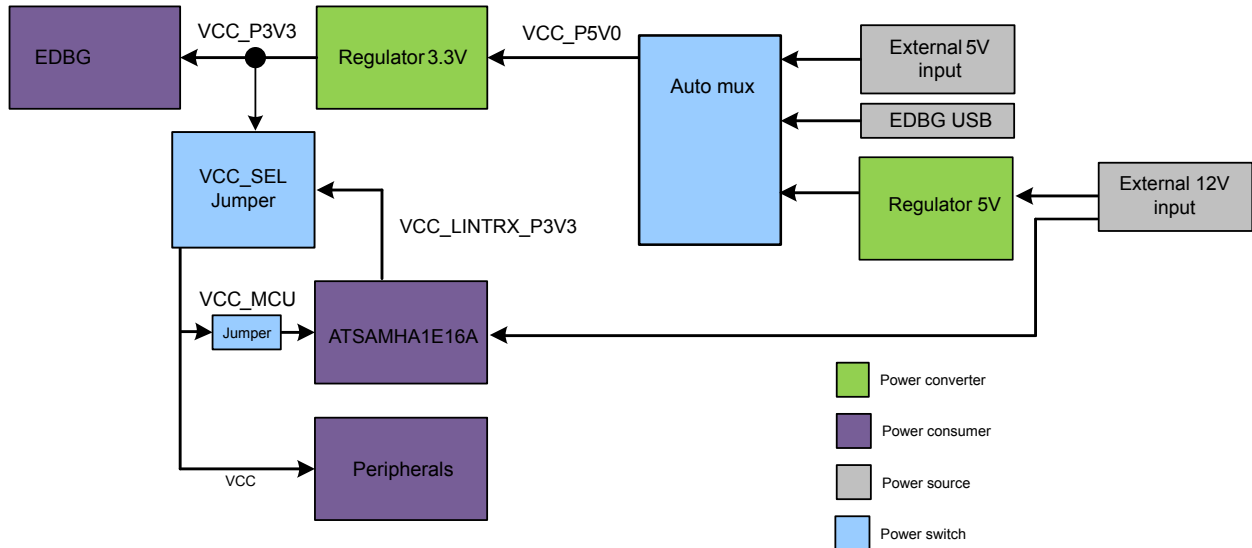 VCC_P3V3
VCC_P5V0
EDBG
Regulator 3.3V
Auto mux
External 5V
input
EDBG USB
VCC_SEL
Jumper
Regulator 5V
External 12V
input
VCC_LINTRX_P3V3
VCC_MCU
Jumper
ATSAMHA1E16A
Peripherals
VCC
Power converter
Power consumer
Power source
Power switch